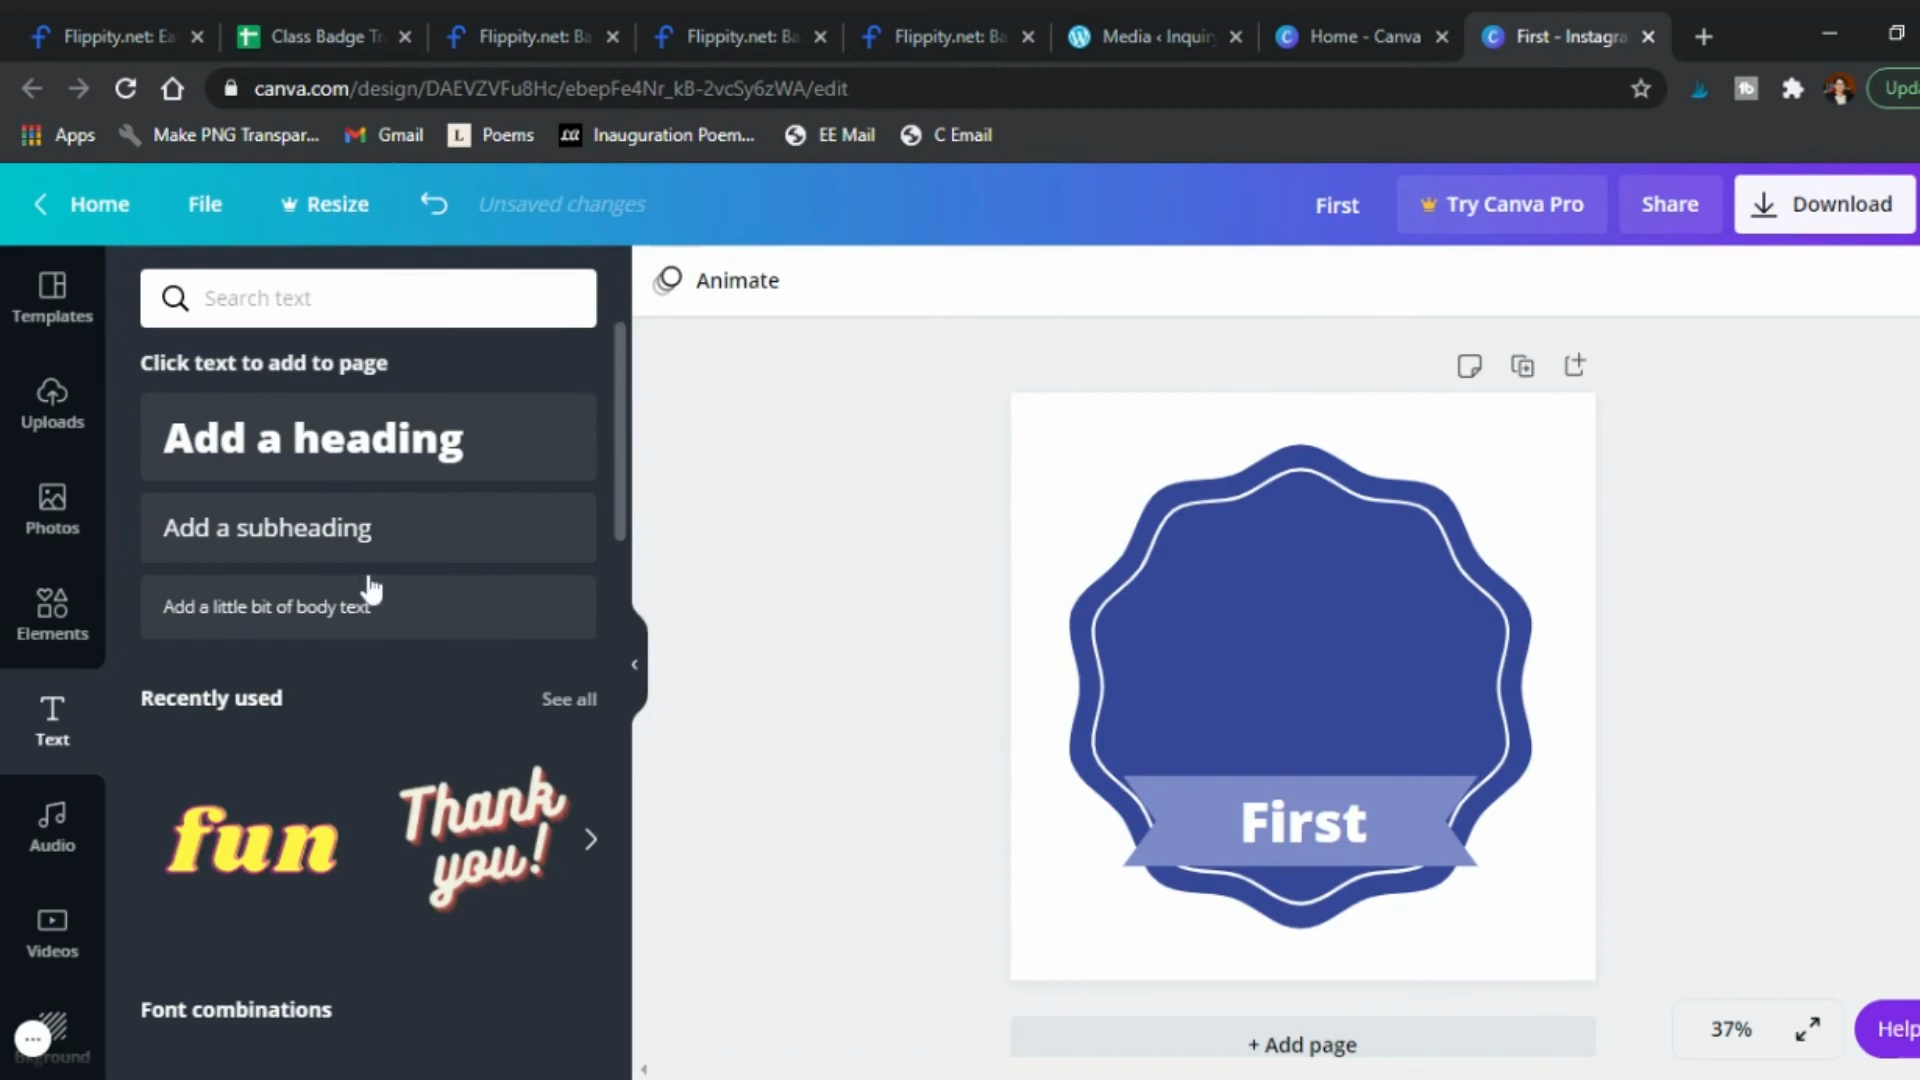 Flippity.net: Ea
Class Badge Tr
Flippity.net: Ba
Flippity.net: Ba
Flippity.net: Ba
Media ‹ Inquir
Home - Canva
First - Instagra
canva.com/design/DAEVZVFu8Hc/ebepFe4Nr_kB-2vcSy6zWA/edit
Upda
Apps
Make PNG Transpar...
Gmail
Poems
Inauguration Poem...
EE Mail
C Email
Home
File
Resize
Unsaved changes
First
Try Canva Pro
Share
Download
Templates
Uploads
Photos
Elements
Text
Audio
Videos
Bkground
Search text
Click text to add to page
Add a heading
Add a subheading
Add a little bit of body text
Recently used
See all
fun
Thank
you!
Font combinations
Animate
First
+ Add page
37%
Help